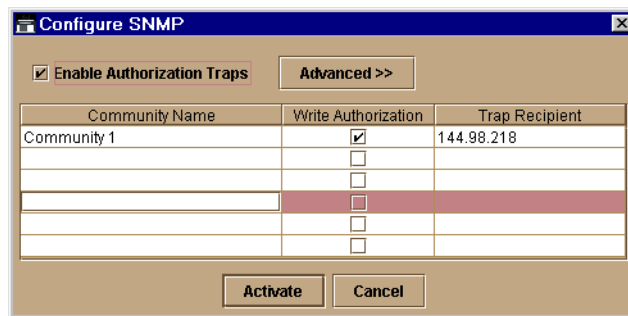 Configure SNMP
Enable Authorization Traps
Advanced >>
Community Name Write Authorization Trap Recipient
Community 1 144.98.218
Activate Cancel